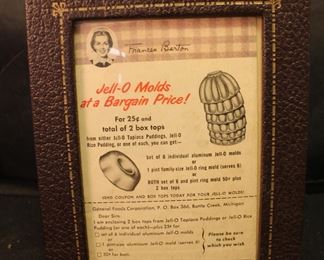 Frances Barton
Jell-O Molds
at a Bargain Price!
For 25¢ and
total of 2 box tops
from either Jell-O Tapioca Puddings, Jell-O
Rice Pudding, or one of each, you can get—
Set of 6 individual aluminum Jell-O molds
or
1 pint family-size Jell-O ring mold (serves 6)
or
BOTH set of 6 and pint ring mold 50¢ plus
2 box tops
SEND COUPON AND BOX TOPS TODAY FOR YOUR JELL-O MOLDS!
General Foods Corporation, P. O. Box 366, Battle Creek, Michigan
Dear Sirs:
I am enclosing 2 box tops from Jell-O Tapioca Puddings or Jell-O Rice
Pudding (or one of each)—plus 25¢ for
set of 6 individual aluminum Jell-O molds
or
1 pint-size aluminum Jell-O mold (serves 6)
or
50¢ for both.
Please be sure
to check
which you wish